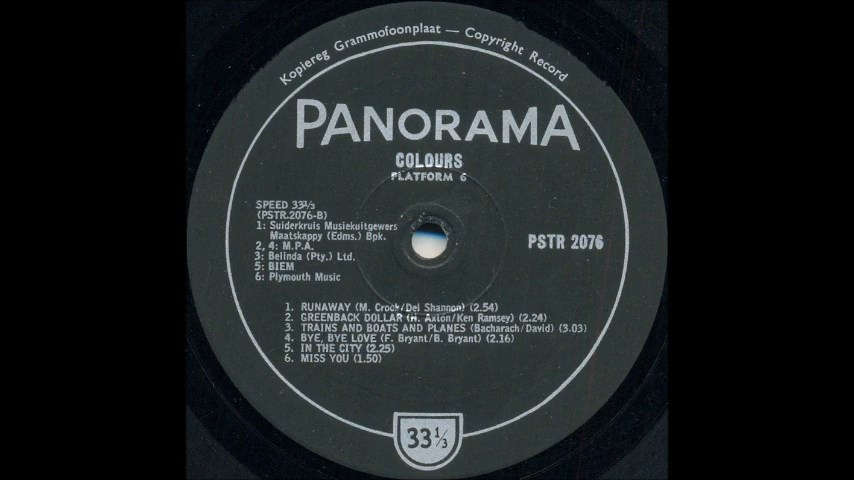 Kopiereg Grammofoonplaat — Copyright Record
PANORAMA
COLOURS
PLATFORM 6
SPEED 33⅓
(PSTR.2076-B)
1: Suiderkruis Musiekuitgewers
Maatskappy (Edms.) Bpk.
2, 4: M.P.A.
3: Belinda (Pty.) Ltd.
5: BIEM
6: Plymouth Music
PSTR 2076
1. RUNAWAY (M. Crook/Del Shannon) (2.54)
2. GREENBACK DOLLAR (H. Axton/Ken Ramsey) (2.24)
3. TRAINS AND BOATS AND PLANES (Bacharach/David) (3.03)
4. BYE, BYE LOVE (F. Bryant/B. Bryant) (2.16)
5. IN THE CITY (2.25)
6. MISS YOU (1.50)
33⅓